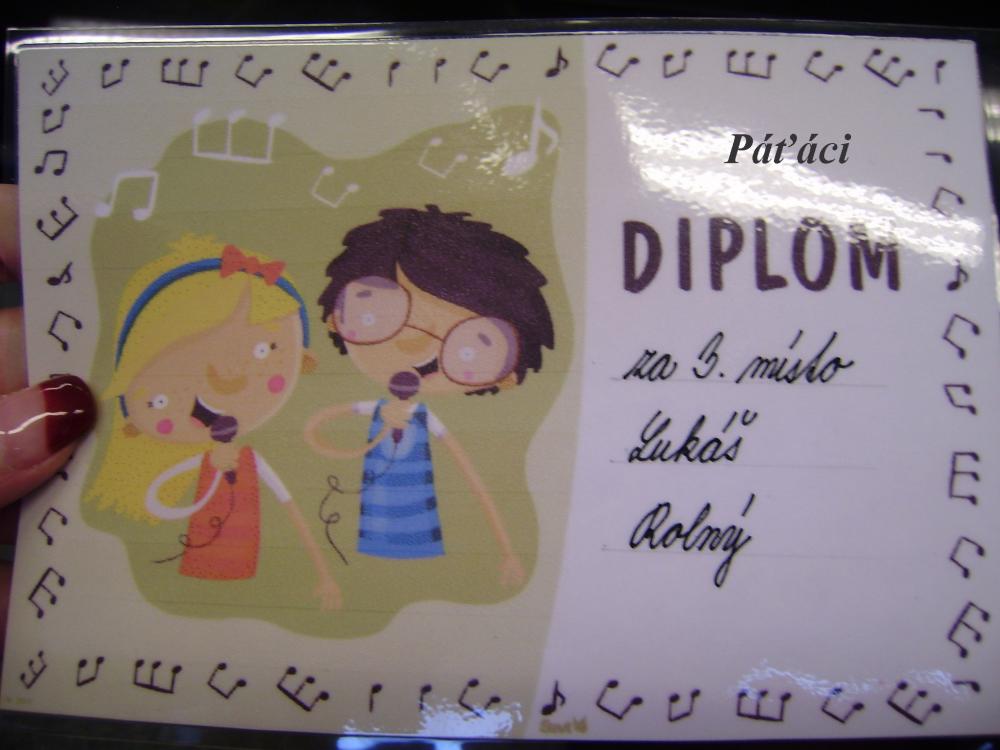 Páťáci
DIPLOM
za 3. místo
Lukáš
Rolný